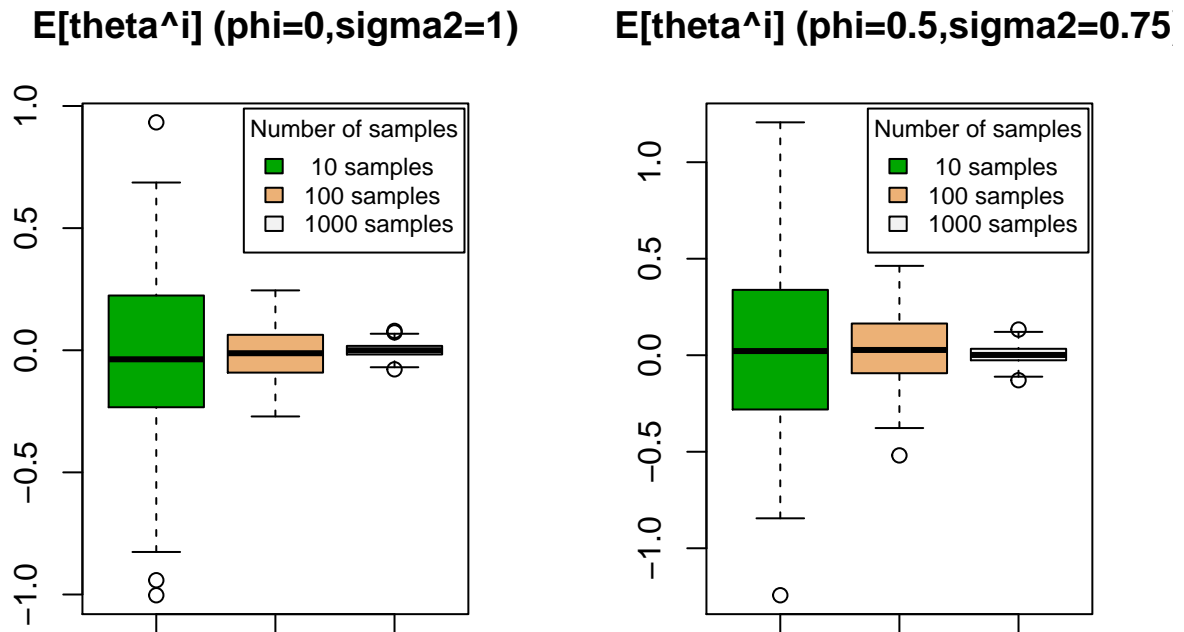 E[theta^i] (phi=0,sigma2=1)
1.0
0.5
0.0
−0.5
−1.0
Number of samples
10 samples
100 samples
1000 samples
E[theta^i] (phi=0.5,sigma2=0.75)
1.0
0.5
0.0
−0.5
−1.0
Number of samples
10 samples
100 samples
1000 samples